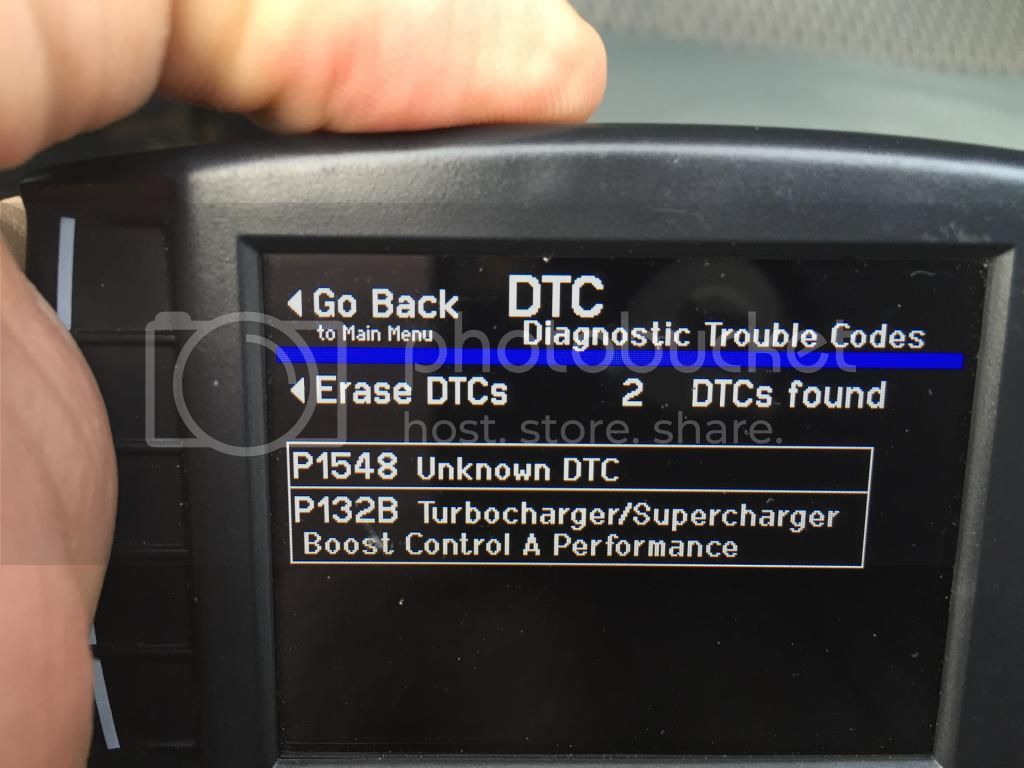 Go Back DTC
to Main Menu Diagnostic Trouble Codes
photobucket
Erase DTCs 2 DTCs found
host. store. share.
P1548 Unknown DTC
P132B Turbocharger/Supercharger
Boost Control A Performance